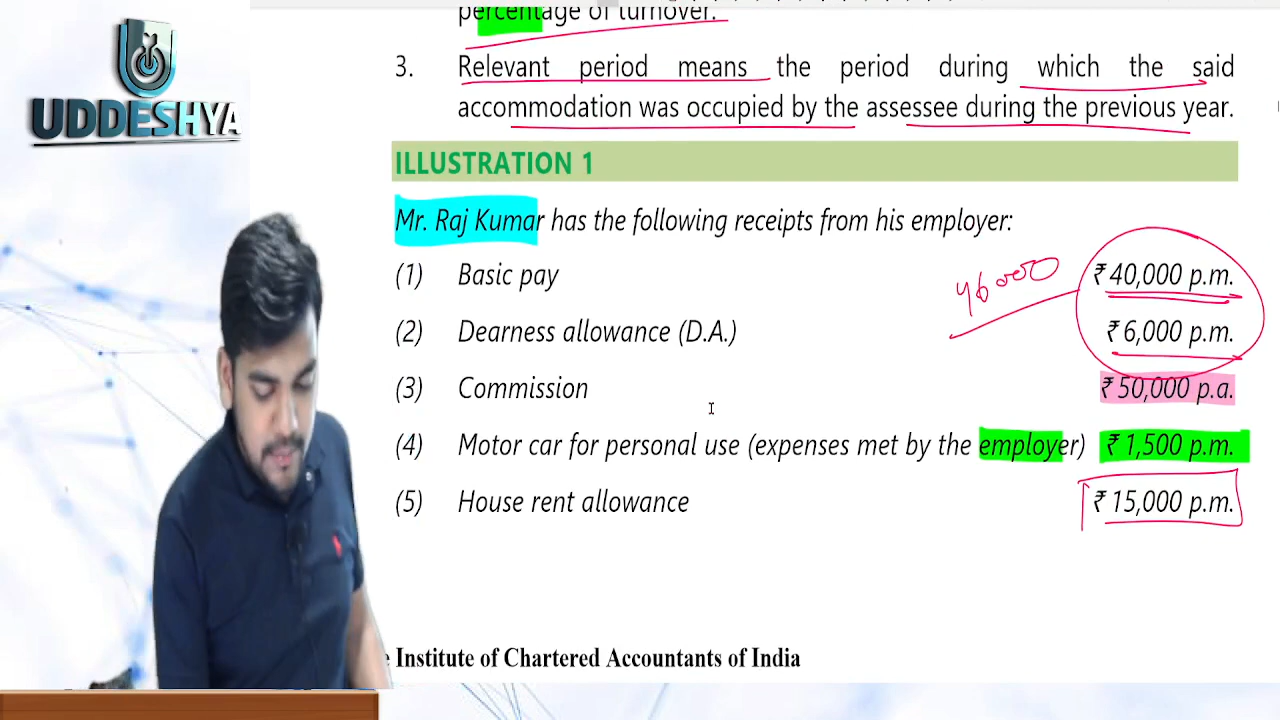 percentage of turnover.
3. Relevant period means the period during which the said
accommodation was occupied by the assessee during the previous year.
UDDESHYA
ILLUSTRATION 1
Mr. Raj Kumar has the following receipts from his employer:
(1) Basic pay ₹ 40,000 p.m.
46000
(2) Dearness allowance (D.A.) ₹ 6,000 p.m.
(3) Commission ₹ 50,000 p.a.
(4) Motor car for personal use (expenses met by the employer) ₹ 1,500 p.m.
(5) House rent allowance ₹ 15,000 p.m.
Institute of Chartered Accountants of India